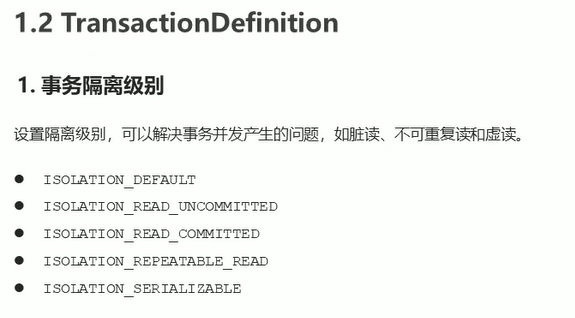 1.2 TransactionDefinition
1. 事务隔离级别
设置隔离级别，可以解决事务并发产生的问题，如脏读、不可重复读和虚读。
● ISOLATION_DEFAULT
● ISOLATION_READ_UNCOMMITTED
● ISOLATION_READ_COMMITTED
● ISOLATION_REPEATABLE_READ
● ISOLATION_SERIALIZABLE